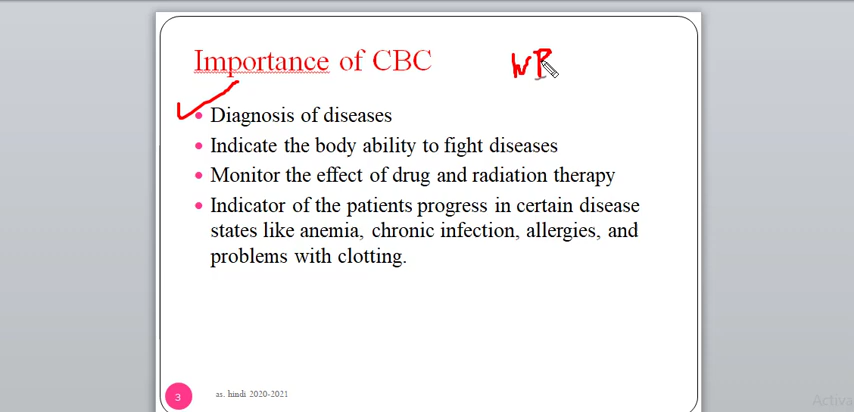 Importance of CBC
WB
• Diagnosis of diseases
• Indicate the body ability to fight diseases
• Monitor the effect of drug and radiation therapy
• Indicator of the patients progress in certain disease
states like anemia, chronic infection, allergies, and
problems with clotting.
3
as. hindi 2020-2021
Activa